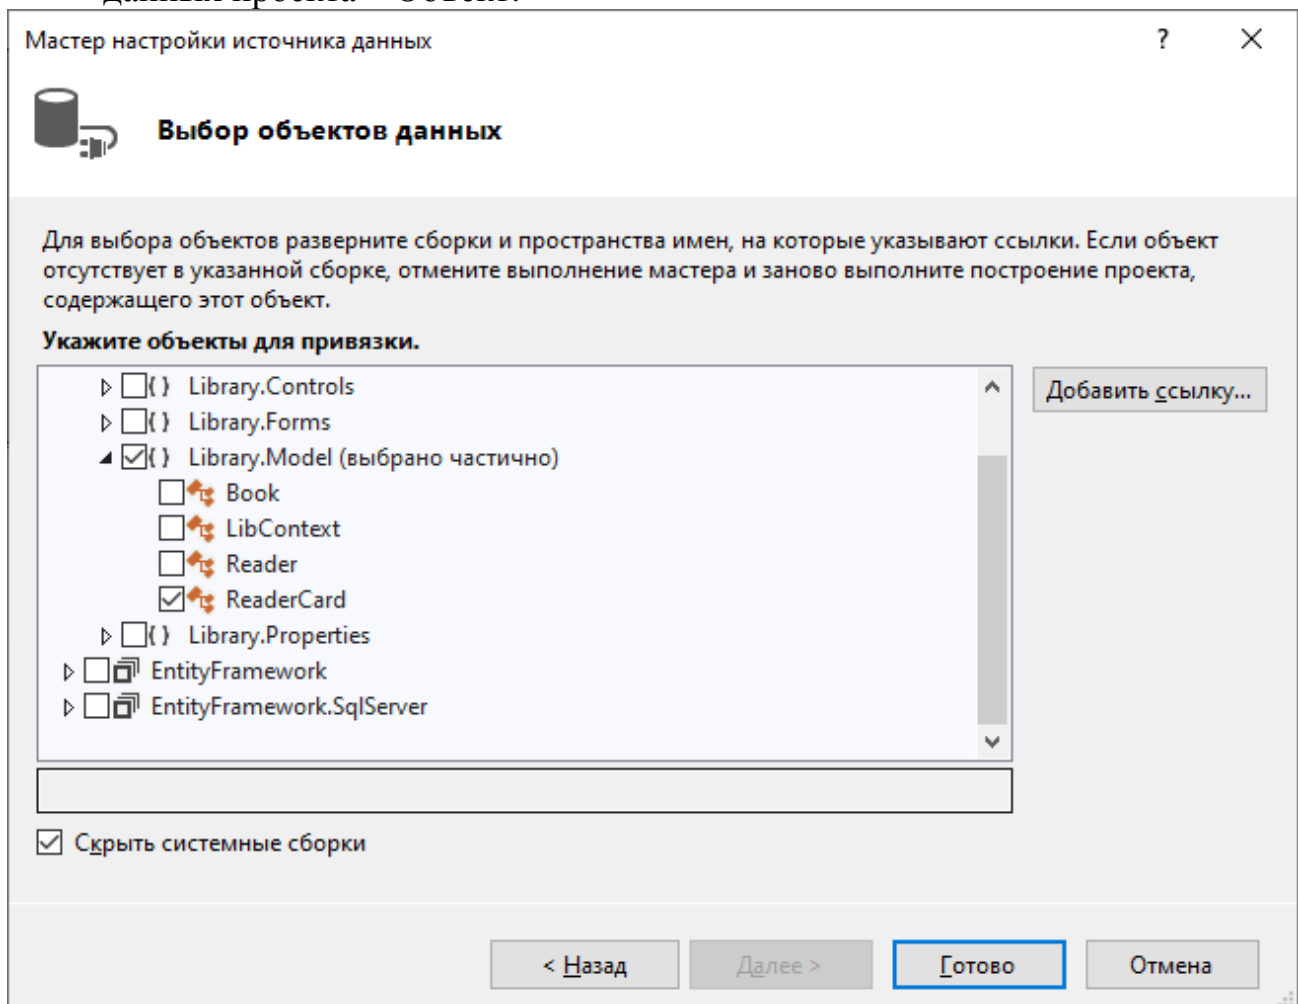 данных проекта – Объект:
Мастер настройки источника данных
?
Выбор объектов данных
Для выбора объектов разверните сборки и пространства имен, на которые указывают ссылки. Если объект
отсутствует в указанной сборке, отмените выполнение мастера и заново выполните построение проекта,
содержащего этот объект.
Укажите объекты для привязки.
{ } Library.Controls
Добавить ссылку...
{ } Library.Forms
{ } Library.Model (выбрано частично)
Book
LibContext
Reader
ReaderCard
{ } Library.Properties
EntityFramework
EntityFramework.SqlServer
Скрыть системные сборки
< Назад
Далее >
Готово
Отмена